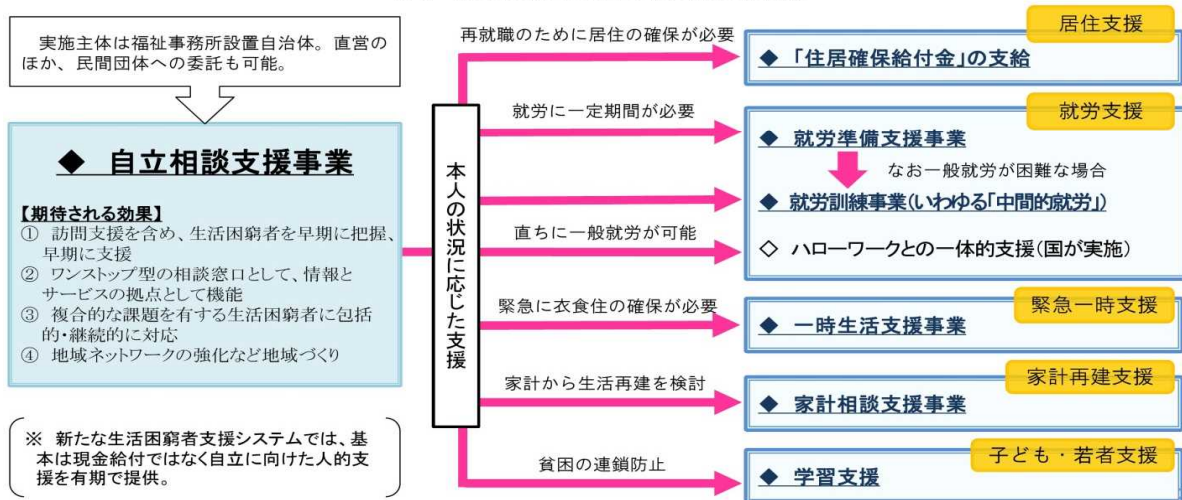 実施主体は福祉事務所設置自治体。直営の
ほか、民間団体への委託も可能。
◆ 自立相談支援事業
【期待される効果】
① 訪問支援を含め、生活困窮者を早期に把握、
早期に支援
② ワンストップ型の相談窓口として、情報と
サービスの拠点として機能
③ 複合的な課題を有する生活困窮者に包括
的・継続的に対応
④ 地域ネットワークの強化など地域づくり
※ 新たな生活困窮者支援システムでは、基
本は現金給付ではなく自立に向けた人的支
援を有期で提供。
本人の状況に応じた支援
再就職のために居住の確保が必要
居住支援
◆ 「住居確保給付金」の支給
就労に一定期間が必要
就労支援
◆ 就労準備支援事業
なお一般就労が困難な場合
◆ 就労訓練事業(いわゆる「中間的就労」)
直ちに一般就労が可能
◇ ハローワークとの一体的支援(国が実施)
緊急に衣食住の確保が必要
緊急一時支援
◆ 一時生活支援事業
家計から生活再建を検討
家計再建支援
◆ 家計相談支援事業
貧困の連鎖防止
子ども・若者支援
◆ 学習支援